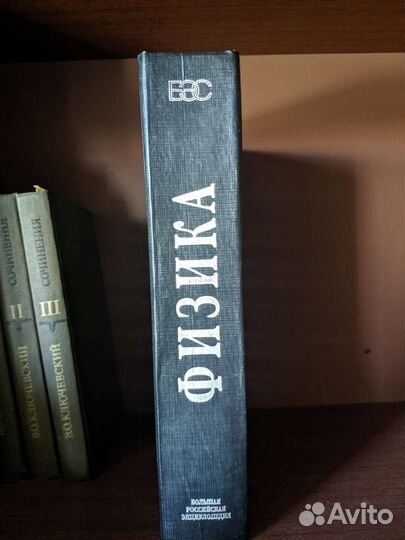 БЭС
ФИЗИКА
БОЛЬШАЯ
РОССИЙСКАЯ
ЭНЦИКЛОПЕДИЯ
СОЧИНЕНИЯ
II
В.О.КЛЮЧЕВСКИЙ
СОЧИНЕНИЯ
III
В.О.КЛЮЧЕВСКИЙ
Avito